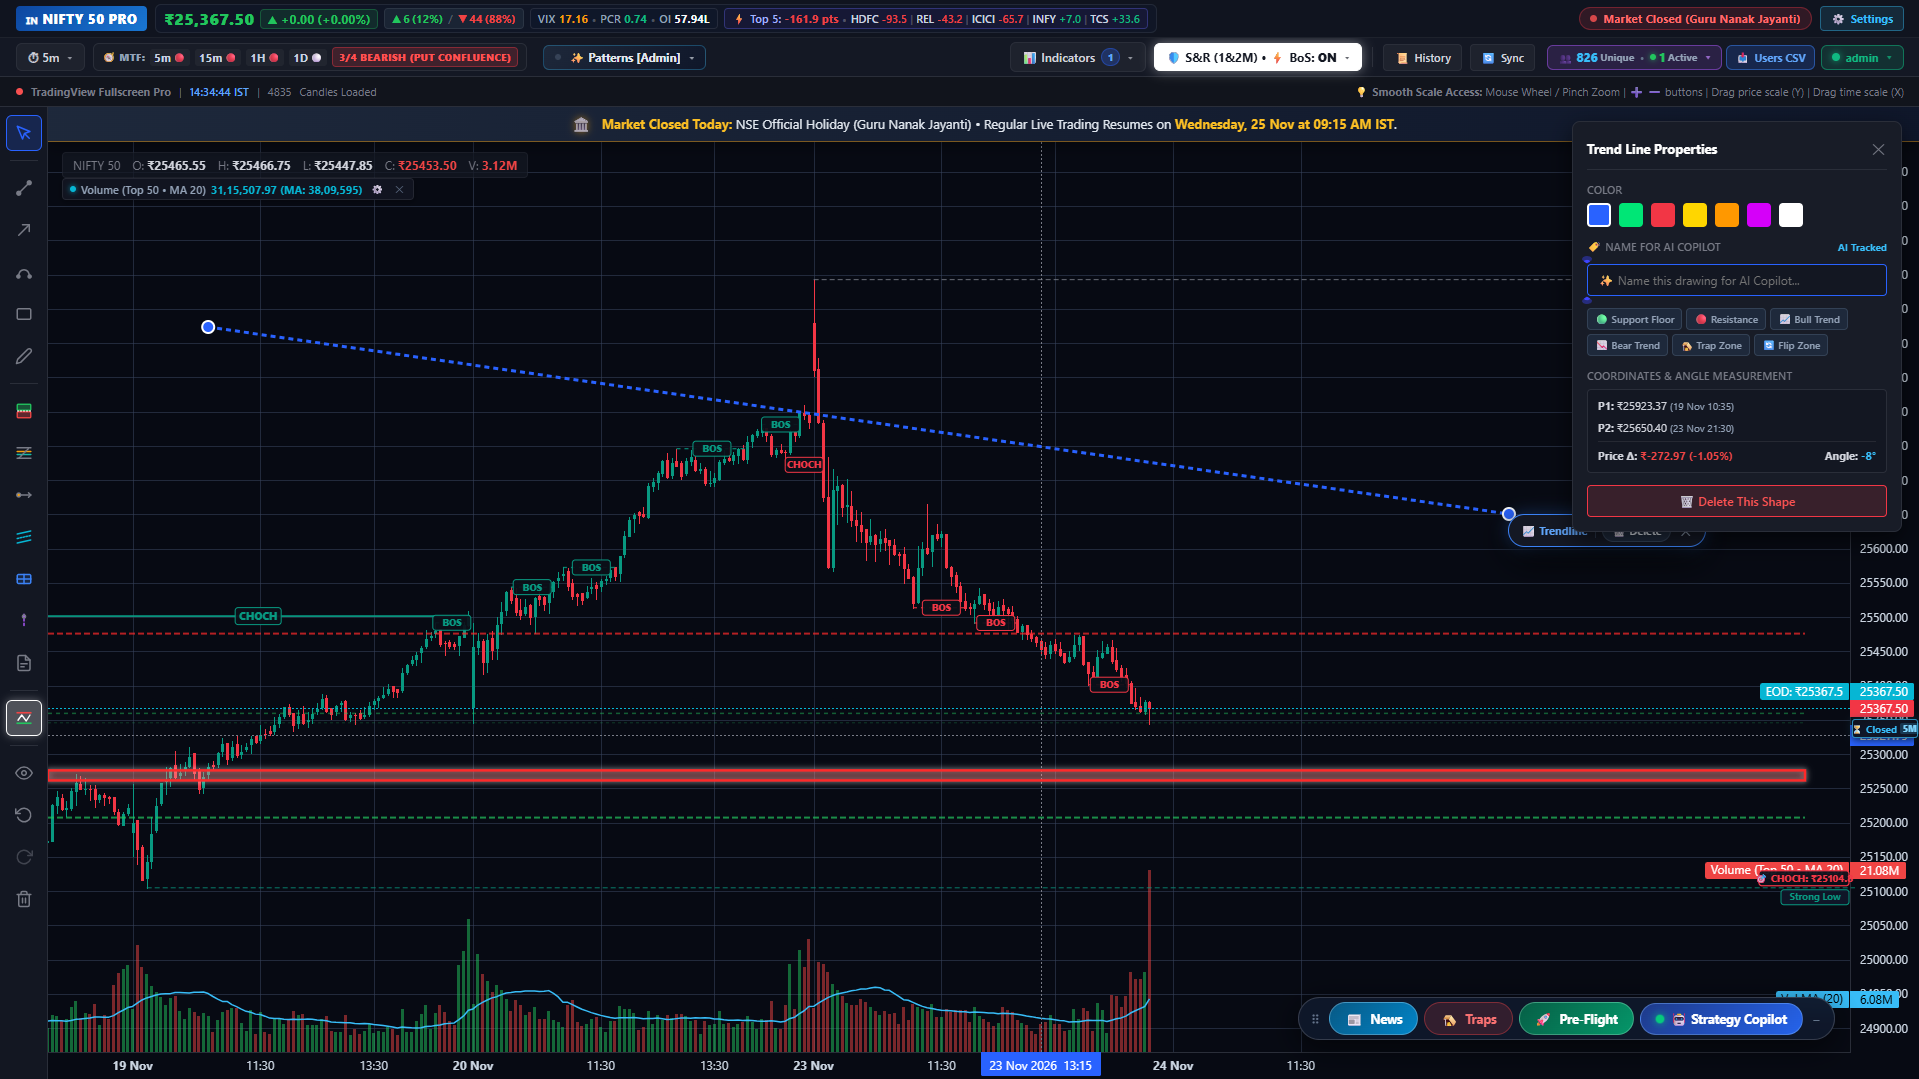 IN NIFTY 50 PRO
₹25,367.50 ▲ +0.00 (+0.00%)
▲ 6 (12%) / ▼ 44 (88%)
VIX 17.16 • PCR 0.74 • OI 57.94L
Top 5: -161.9 pts • HDFC -93.5 | REL -43.2 | ICICI -65.7 | INFY +7.0 | TCS +33.6
Market Closed (Guru Nanak Jayanti)
Settings
5m
MTF: 5m 15m 1H 1D 3/4 BEARISH (PUT CONFLUENCE)
Patterns [Admin]
Indicators 1
S&R (1&2M) • BoS: ON
History
Sync
826 Unique • 1 Active
Users CSV
admin
TradingView Fullscreen Pro | 14:34:44 IST | 4835 Candles Loaded
Smooth Scale Access: Mouse Wheel / Pinch Zoom | + − buttons | Drag price scale (Y) | Drag time scale (X)
Market Closed Today: NSE Official Holiday (Guru Nanak Jayanti) • Regular Live Trading Resumes on Wednesday, 25 Nov at 09:15 AM IST.
NIFTY 50 O: ₹25465.55 H: ₹25466.75 L: ₹25447.85 C: ₹25453.50 V: 3.12M
Volume (Top 50 • MA 20) 31,15,507.97 (MA: 38,09,595)
Trend Line Properties
COLOR
NAME FOR AI COPILOT AI Tracked
Name this drawing for AI Copilot...
Support Floor
Resistance
Bull Trend
Bear Trend
Trap Zone
Flip Zone
COORDINATES & ANGLE MEASUREMENT
P1: ₹25923.37 (19 Nov 10:35)
P2: ₹25650.40 (23 Nov 21:30)
Price Δ: ₹-272.97 (-1.05%) Angle: -8°
Delete This Shape
Trendline
Delete
BOS
BOS
CHOCH
BOS
BOS
CHOCH
BOS
BOS
BOS
BOS
25600.00
25550.00
25500.00
25450.00
EOD: ₹25367.5 25367.50
25367.50
Closed 5M
25300.00
25250.00
25200.00
25150.00
Volume (Top 50 • MA 20) 21.08M
CHOCH: ₹25104.
25100.00
Strong Low
25050.00
25000.00
(20) 6.08M
24900.00
News
Traps
Pre-Flight
Strategy Copilot
19 Nov
11:30
13:30
20 Nov
11:30
13:30
23 Nov
11:30
23 Nov 2026 13:15
24 Nov
11:30